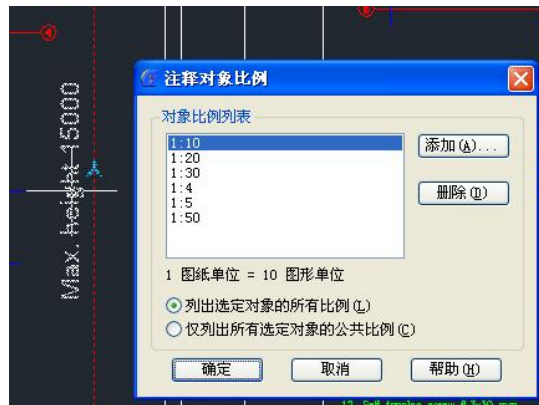 注释对象比例
对象比例列表
1:10
1:20
1:30
1:4
1:5
1:50
添加(A)...
删除(D)
1 图纸单位 = 10 图形单位
列出选定对象的所有比例(L)
仅列出所有选定对象的公共比例(C)
确定
取消
帮助(H)
Max. height 15000